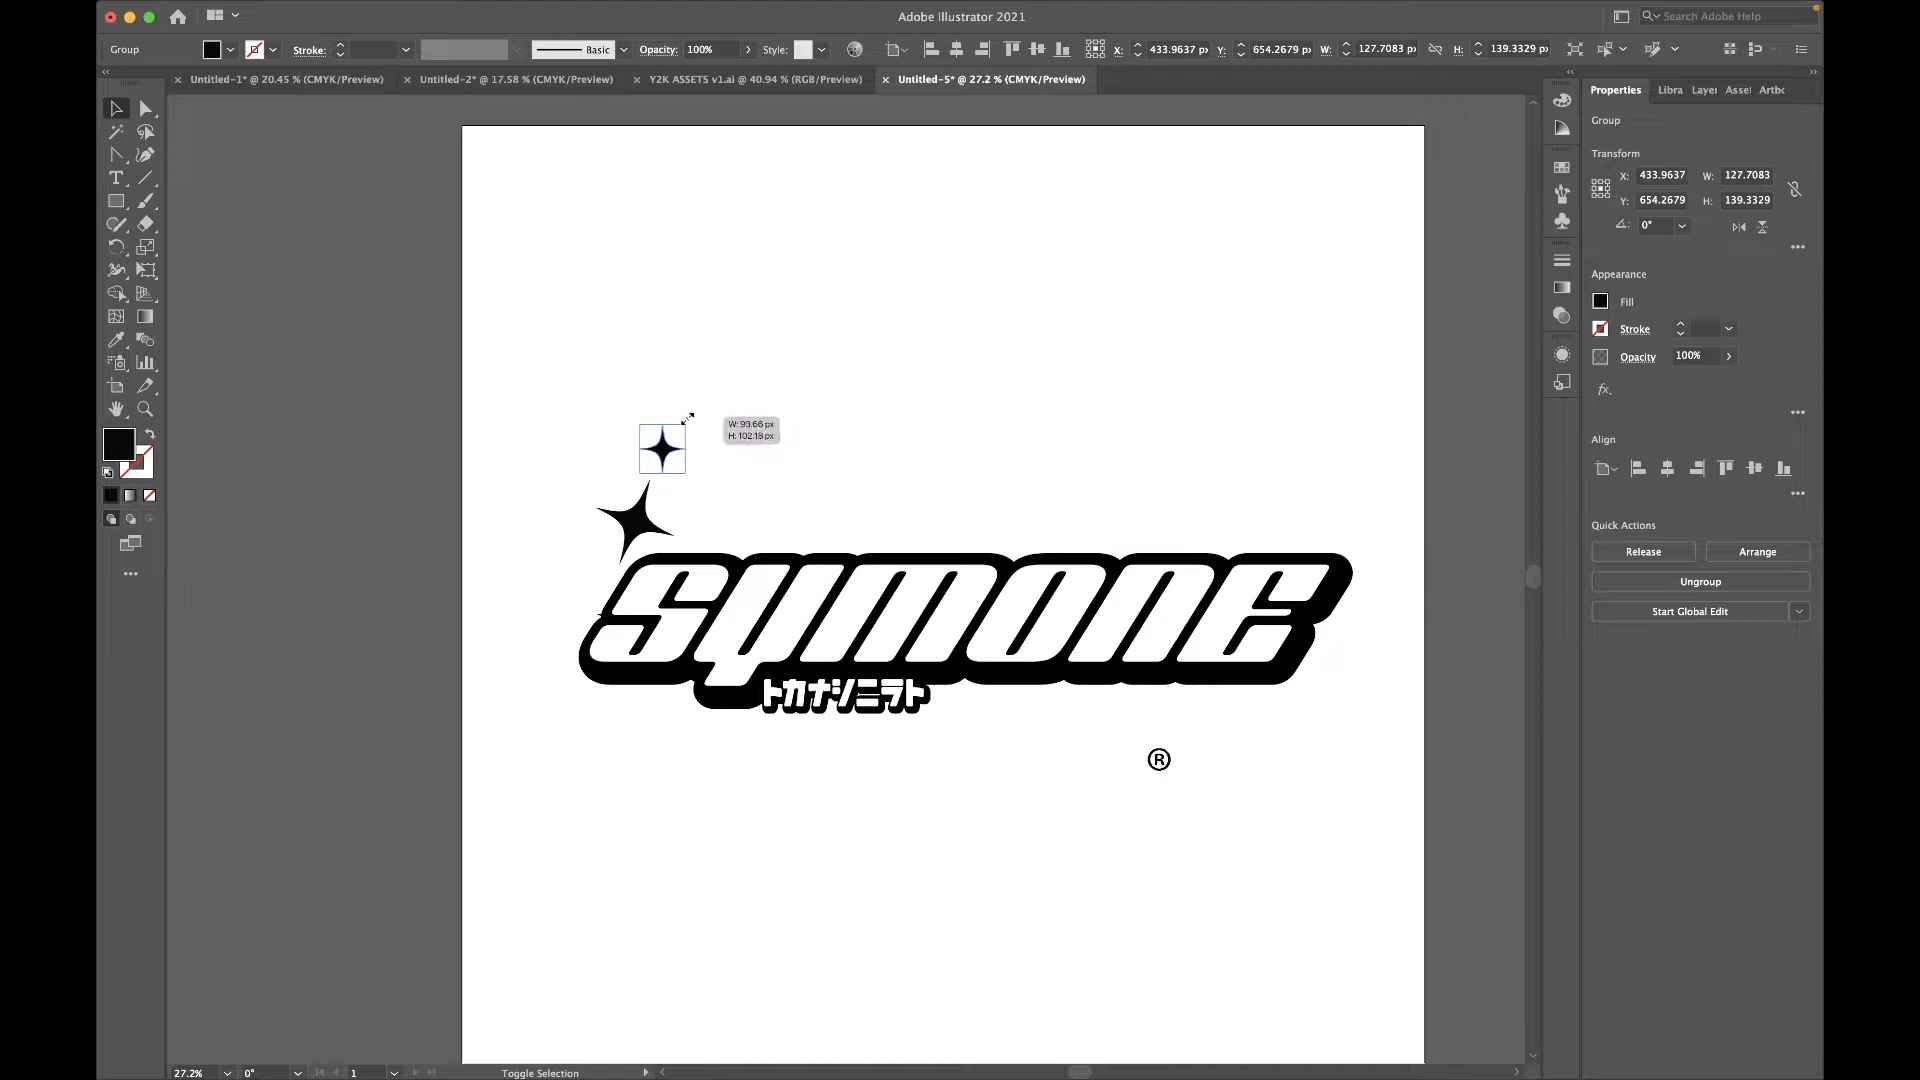 Adobe Illustrator 2021
Search Adobe Help
Group
Stroke:
Basic
Opacity: 100%
Style:
X: 433.9637 px
Y: 654.2679 px
W: 127.7083 px
H: 139.3329 px
Untitled-1* @ 20.45 % (CMYK/Preview)
Untitled-2* @ 17.58 % (CMYK/Preview)
Y2K ASSETS v1.ai @ 40.94 % (RGB/Preview)
Untitled-5* @ 27.2 % (CMYK/Preview)
Properties
Libra
Layer
Asset
Artbc
Group
Transform
X: 433.9637
W: 127.7083
Y: 654.2679
H: 139.3329
0°
Appearance
Fill
Stroke
Opacity 100%
fx.
Align
Quick Actions
Release
Arrange
Ungroup
Start Global Edit
W: 93.66 px
H: 102.18 px
symone
トカナシニラト
®
27.2%
0°
1
Toggle Selection